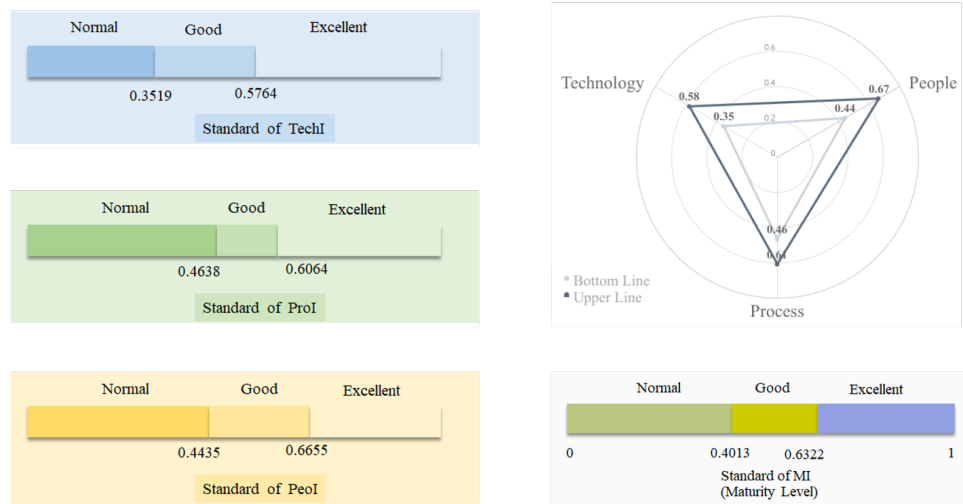 Normal Good Excellent
0.3519 0.5764
Standard of TechI
Normal Good Excellent
0.4638 0.6064
Standard of ProI
Normal Good Excellent
0.4435 0.6655
Standard of PeoI
0.6
Technology People
0.4
0.58 0.67
0.35 0.2 0.44
0
0.46
0.61
Bottom Line
Upper Line
Process
Normal Good Excellent
0 0.4013 0.6322 1
Standard of MI
(Maturity Level)